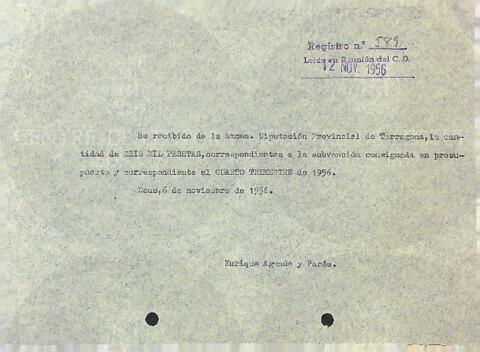 Registro n.º 589
Leído en Reunión del C. D.
12 NOV. 1956
He recibido de la Excma. Diputación Provincial de Tarragona, la can-
tidad de SEIS MIL PESETAS, correspondientes a la subvención consignada en presu-
puesto y correspondiente al CUARTO TRIMESTRE de 1956.
Reus, 6 de noviembre de 1956.
Enrique Aguadé y Parés.